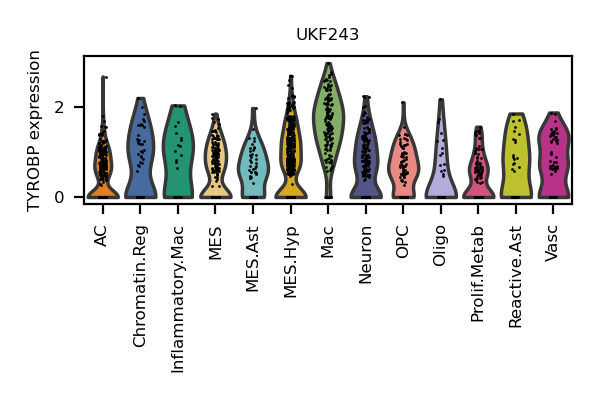 UKF243
TYROBP expression
2
0
AC
Chromatin.Reg
Inflammatory.Mac
MES
MES.Ast
MES.Hyp
Mac
Neuron
OPC
Oligo
Prolif.Metab
Reactive.Ast
Vasc